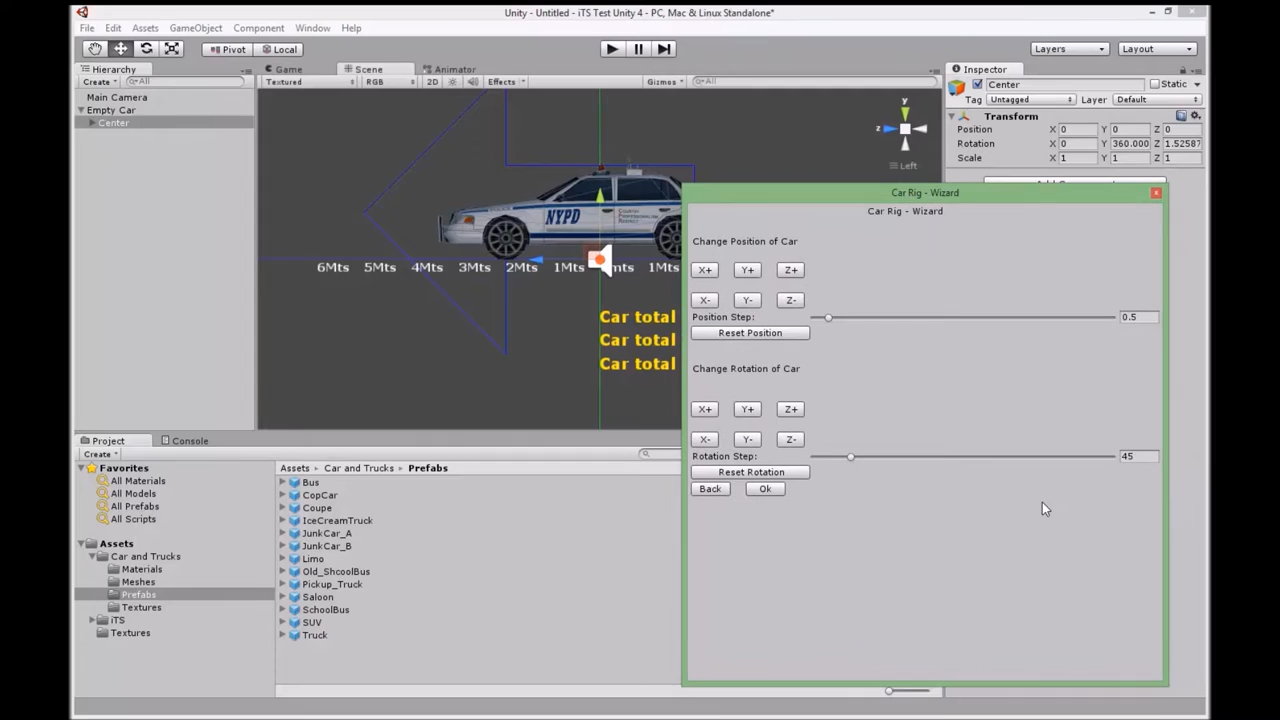 Unity - Untitled - iTS Test Unity 4 - PC, Mac & Linux Standalone*
File Edit Assets GameObject Component Window Help
Pivot Local Layers Layout
Hierarchy Game Scene Animator Inspector
Create All Textured RGB 2D Effects Gizmos All
Center Static
Tag Untagged Layer Default
Main Camera
Empty Car
Center
Transform
Position X 0 Y 0 Z 0
Rotation X 0 Y 360.000 Z 1.52587
Scale X 1 Y 1 Z 1
y
z
Left
NYPD
6Mts 5Mts 4Mts 3Mts 2Mts 1Mts 1Mts
Car total
Car total
Car total
Car Rig - Wizard
Car Rig - Wizard
Change Position of Car
X+ Y+ Z+
X- Y- Z-
Position Step: 0.5
Reset Position
Change Rotation of Car
X+ Y+ Z+
X- Y- Z-
Rotation Step: 45
Reset Rotation
Back Ok
Project Console
Create
Favorites
All Materials
All Models
All Prefabs
All Scripts
Assets
Car and Trucks
Materials
Meshes
Prefabs
Textures
iTS
Textures
Assets Car and Trucks Prefabs
Bus
CopCar
Coupe
IceCreamTruck
JunkCar_A
JunkCar_B
Limo
Old_ShcoolBus
Pickup_Truck
Saloon
SchoolBus
SUV
Truck